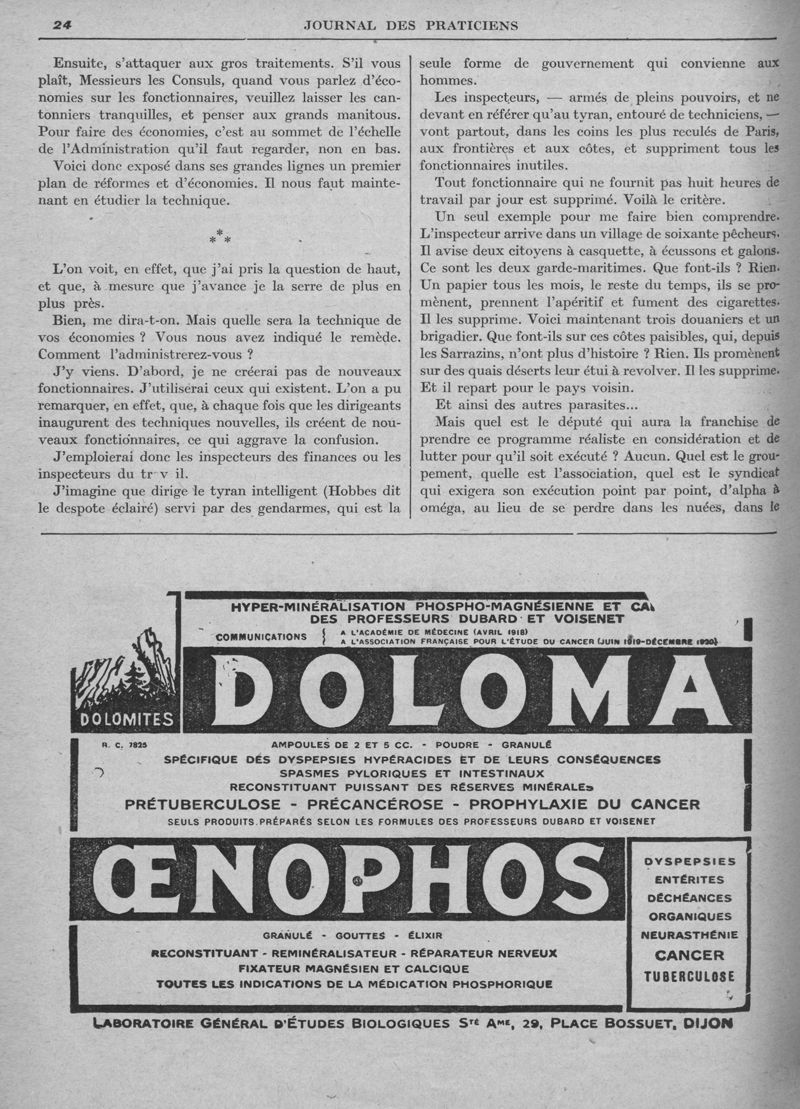 24
JOURNAL DES PRATICIENS
Ensuite, s'attaquer aux gros traitements. S'il vous
plaît, Messieurs les Consuls, quand vous parlez d'éco-
nomies sur les fonctionnaires, veuillez laisser les can-
tonniers tranquilles, et penser aux grands manitous.
Pour faire des économies, c'est au sommet de l'échelle
de l'Administration qu'il faut regarder, non en bas.
Voici donc exposé dans ses grandes lignes un premier
plan de réformes et d'économies. Il nous faut mainte-
nant en étudier la technique.
*
* *
L'on voit, en effet, que j'ai pris la question de haut,
et que, à mesure que j'avance je la serre de plus en
plus près.
Bien, me dira-t-on. Mais quelle sera la technique de
vos économies ? Vous nous avez indiqué le remède.
Comment l'administrerez-vous ?
J'y viens. D'abord, je ne créerai pas de nouveaux
fonctionnaires. J'utiliserai ceux qui existent. L'on a pu
remarquer, en effet, que, à chaque fois que les dirigeants
inaugurent des techniques nouvelles, ils créent de nou-
veaux fonctionnaires, ce qui aggrave la confusion.
J'emploierai donc les inspecteurs des finances ou les
inspecteurs du tr v il.
J'imagine que dirige le tyran intelligent (Hobbes dit
le despote éclairé) servi par des gendarmes, qui est la
seule forme de gouvernement qui convienne aux
hommes.
Les inspecteurs, — armés de pleins pouvoirs, et ne
devant en référer qu'au tyran, entouré de techniciens, —
vont partout, dans les coins les plus reculés de Paris,
aux frontières et aux côtes, et suppriment tous les
fonctionnaires inutiles.
Tout fonctionnaire qui ne fournit pas huit heures de
travail par jour est supprimé. Voilà le critère.
Un seul exemple pour me faire bien comprendre.
L'inspecteur arrive dans un village de soixante pêcheurs.
Il avise deux citoyens à casquette, à écussons et galons.
Ce sont les deux garde-maritimes. Que font-ils ? Rien.
Un papier tous les mois, le reste du temps, ils se pro-
mènent, prennent l'apéritif et fument des cigarettes.
Il les supprime. Voici maintenant trois douaniers et un
brigadier. Que font-ils sur ces côtes paisibles, qui, depuis
les Sarrazins, n'ont plus d'histoire ? Rien. Ils promènent
sur des quais déserts leur étui à revolver. Il les supprime.
Et il repart pour le pays voisin.
Et ainsi des autres parasites...
Mais quel est le député qui aura la franchise de
prendre ce programme réaliste en considération et de
lutter pour qu'il soit exécuté ? Aucun. Quel est le grou-
pement, quelle est l'association, quel est le syndicat
qui exigera son exécution point par point, d'alpha à
oméga, au lieu de se perdre dans les nuées, dans le
HYPER-MINÉRALISATION PHOSPHO-MAGNÉSIENNE ET
DES PROFESSEURS DUBARD ET VOISENET
COMMUNICATIONS { A L'ACADÉMIE DE MÉDECINE (AVRIL 1918)
A L'ASSOCIATION FRANÇAISE POUR L'ÉTUDE DU CANCER (JUIN 1919-DÉCEMBRE 1920)
DOLOMITES
DOLOMA
R. C. 7825
AMPOULES DE 2 ET 5 CC. - POUDRE - GRANULÉ
SPÉCIFIQUE DES DYSPEPSIES HYPÉRACIDES ET DE LEURS CONSÉQUENCES
SPASMES PYLORIQUES ET INTESTINAUX
RECONSTITUANT PUISSANT DES RÉSERVES MINÉRALES
PRÉTUBERCULOSE - PRÉCANCÉROSE - PROPHYLAXIE DU CANCER
SEULS PRODUITS PRÉPARÉS SELON LES FORMULES DES PROFESSEURS DUBARD ET VOISENET
ŒNOPHOS
GRANULÉ - GOUTTES - ÉLIXIR
RECONSTITUANT - REMINÉRALISATEUR - RÉPARATEUR NERVEUX
FIXATEUR MAGNÉSIEN ET CALCIQUE
TOUTES LES INDICATIONS DE LA MÉDICATION PHOSPHORIQUE
DYSPEPSIES
ENTÉRITES
DÉCHÉANCES
ORGANIQUES
NEURASTHÉNIE
CANCER
TUBERCULOSE
LABORATOIRE GÉNÉRAL D'ÉTUDES BIOLOGIQUES STÉ AME, 29, PLACE BOSSUET, DIJON